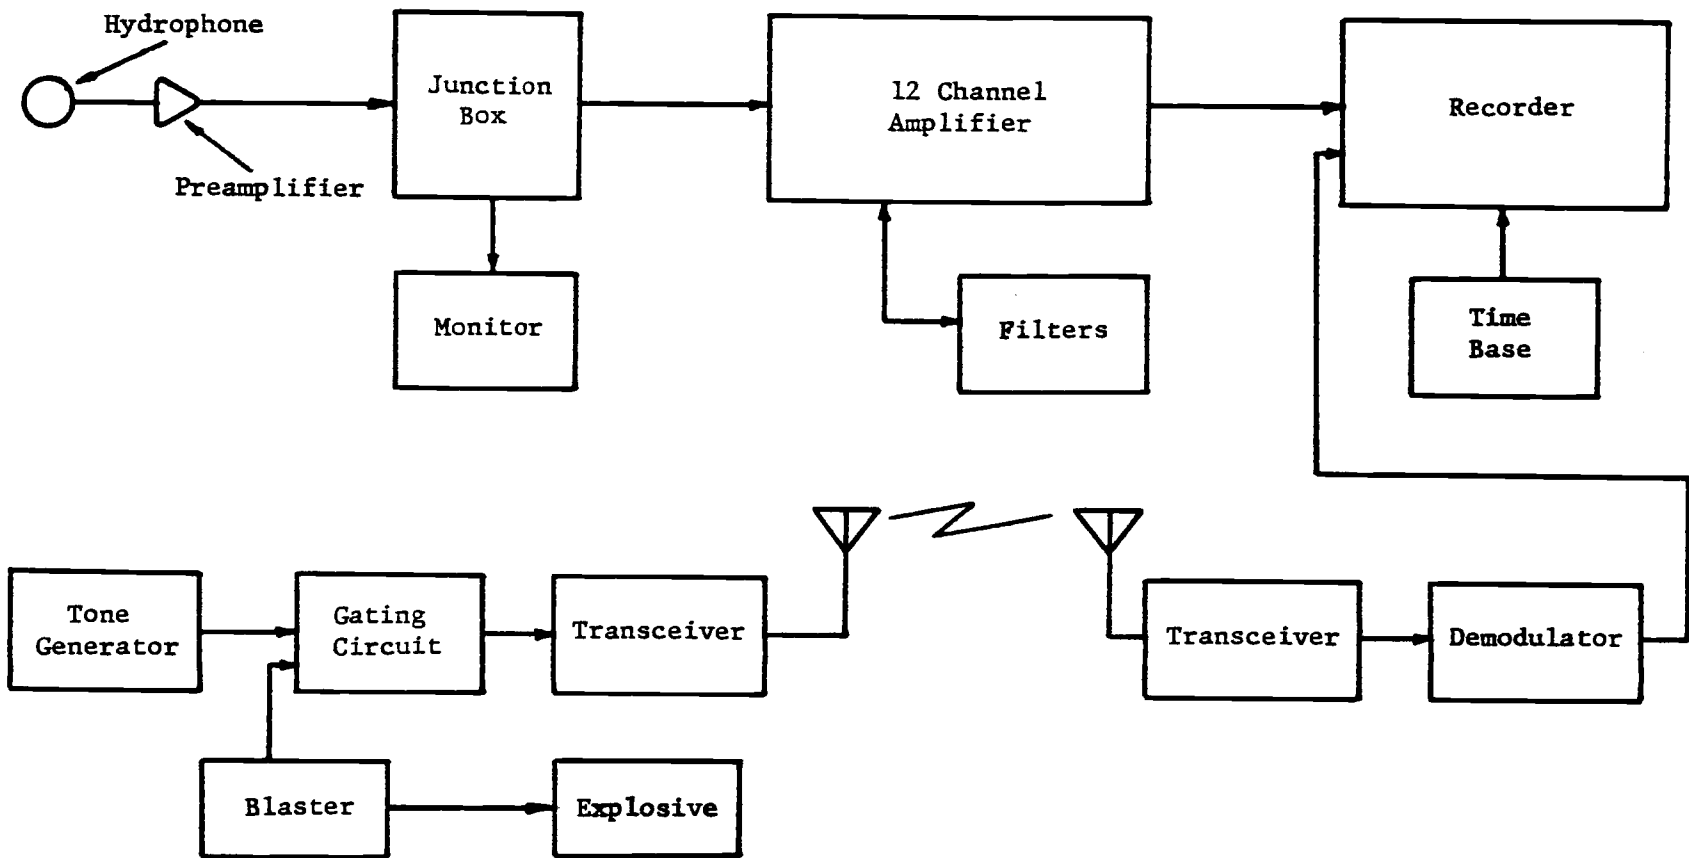 Hydrophone
Preamplifier
Junction
Box
12 Channel
Amplifier
Recorder
Monitor
Filters
Time
Base
Tone
Generator
Gating
Circuit
Transceiver
Transceiver
Demodulator
Blaster
Explosive